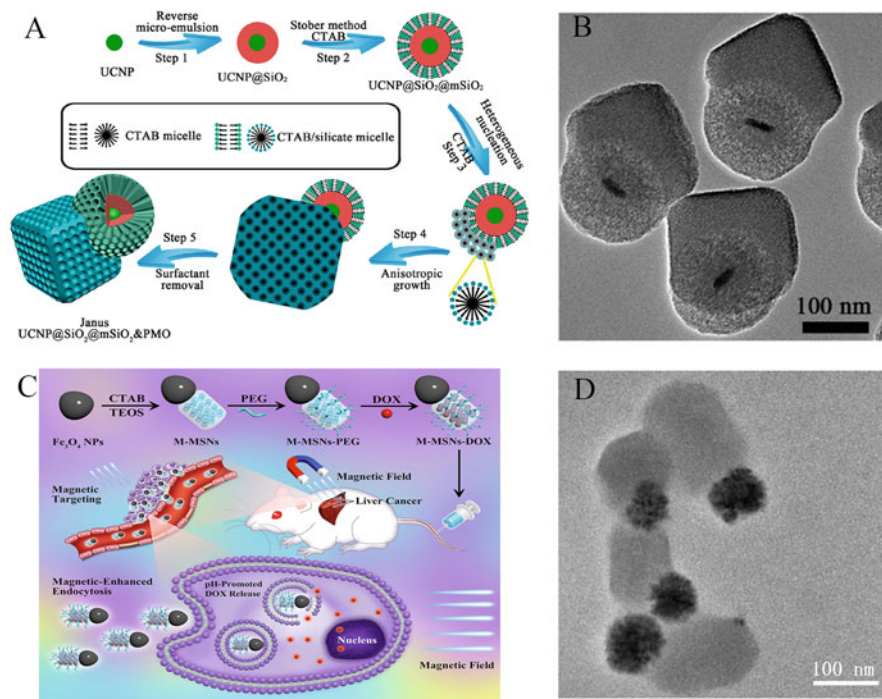 A
Reverse
micro-emulsion
Step 1
Stober method
CTAB
Step 2
UCNP
UCNP@SiO₂
UCNP@SiO₂@mSiO₂
CTAB micelle
CTAB/silicate micelle
Heterogeneous
nucleation
CTAB
Step 3
Step 4
Anisotropic
growth
Step 5
Surfactant
removal
Janus
UCNP@SiO₂@mSiO₂&PMO
B
100 nm
C
CTAB
TEOS
PEG
DOX
Fe₃O₄ NPs
M-MSNs
M-MSNs-PEG
M-MSNs-DOX
Magnetic
Targeting
Magnetic Field
Liver Cancer
Magnetic-Enhanced
Endocytosis
pH-Promoted
DOX Release
Nucleus
Magnetic Field
D
100 nm